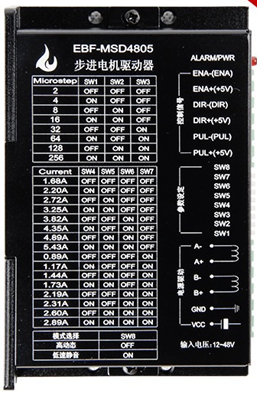 EBF-MSD4805
步进电机驱动器
Microstep SW1 SW2 SW3
2 OFF OFF OFF
4 ON OFF OFF
8 OFF ON OFF
16 ON ON OFF
32 OFF OFF ON
64 ON OFF ON
128 OFF ON ON
256 ON ON ON
Current SW4 SW5 SW6 SW7
1.68A OFF OFF OFF OFF
2.20A ON OFF OFF OFF
2.72A OFF ON OFF OFF
3.25A ON ON OFF OFF
3.82A OFF OFF ON OFF
4.35A ON OFF ON OFF
4.89A OFF ON ON OFF
5.43A ON ON ON OFF
0.89A OFF OFF OFF ON
1.17A ON OFF OFF ON
1.44A OFF ON OFF ON
1.73A ON ON OFF ON
2.19A OFF OFF ON ON
2.31A ON OFF ON ON
2.60A OFF ON ON ON
2.89A ON ON ON ON
模式选择 SW8
高动态 OFF
低速静音 ON
ALARM/PWR
ENA-(ENA)
ENA+(+5V)
DIR-(DIR)
DIR+(+5V)
PUL-(PUL)
PUL+(+5V)
控制信号
SW8
SW7
SW6
SW5
SW4
SW3
SW2
SW1
参数设定
A-
A+
B-
B+
GND
VCC
电源驱动
输入电压: 12~48V